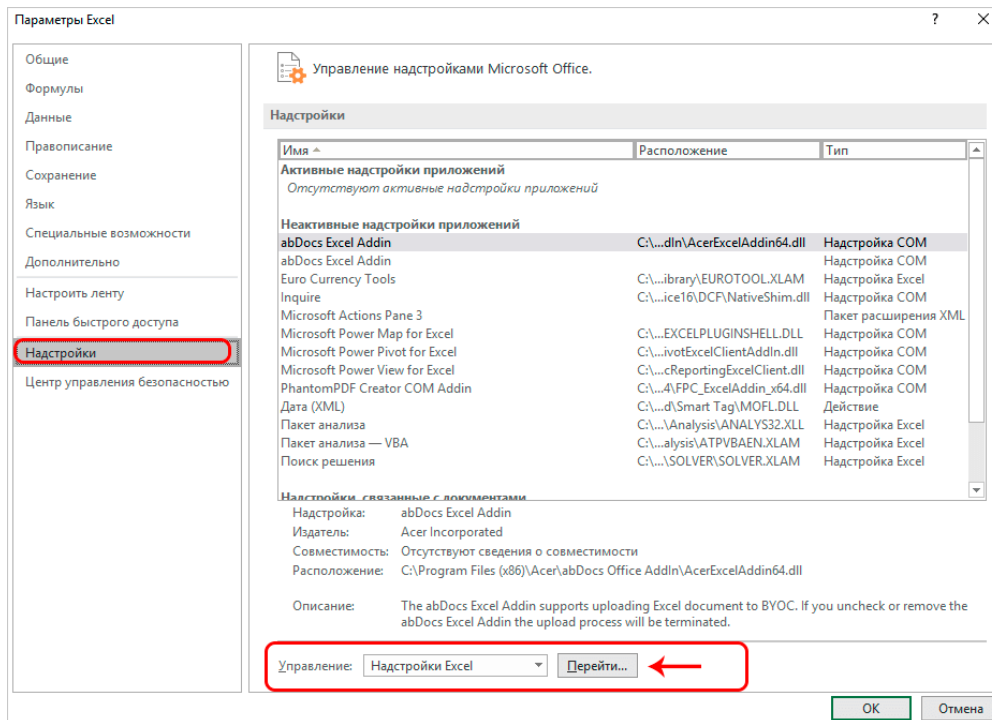 Параметры Excel ? ×
Общие
Формулы
Данные
Правописание
Сохранение
Язык
Специальные возможности
Дополнительно
Настроить ленту
Панель быстрого доступа
Надстройки
Центр управления безопасностью
Управление надстройками Microsoft Office.
Надстройки
Имя Расположение Тип
Активные надстройки приложений
Отсутствуют активные надстройки приложений
Неактивные надстройки приложений
abDocs Excel Addin C:\...dIn\AcerExcelAddin64.dll Надстройка COM
abDocs Excel Addin Надстройка COM
Euro Currency Tools C:\...ibrary\EUROTOOL.XLAM Надстройка Excel
Inquire C:\...ice16\DCF\NativeShim.dll Надстройка COM
Microsoft Actions Pane 3 Пакет расширения XML
Microsoft Power Map for Excel C:\...EXCELPLUGINSHELL.DLL Надстройка COM
Microsoft Power Pivot for Excel C:\...ivotExcelClientAddIn.dll Надстройка COM
Microsoft Power View for Excel C:\...cReportingExcelClient.dll Надстройка COM
PhantomPDF Creator COM Addin C:\...4\FPC_ExcelAddin_x64.dll Надстройка COM
Дата (XML) C:\...d\Smart Tag\MOFL.DLL Действие
Пакет анализа C:\...\Analysis\ANALYS32.XLL Надстройка Excel
Пакет анализа — VBA C:\...alysis\ATPVBAEN.XLAM Надстройка Excel
Поиск решения C:\...\SOLVER\SOLVER.XLAM Надстройка Excel
Надстройки, связанные с документами
Надстройка: abDocs Excel Addin
Издатель: Acer Incorporated
Совместимость: Отсутствуют сведения о совместимости
Расположение: C:\Program Files (x86)\Acer\abDocs Office AddIn\AcerExcelAddin64.dll
Описание: The abDocs Excel Addin supports uploading Excel document to BYOC. If you uncheck or remove the
abDocs Excel Addin the upload process will be terminated.
Управление: Надстройки Excel Перейти...
ОК Отмена